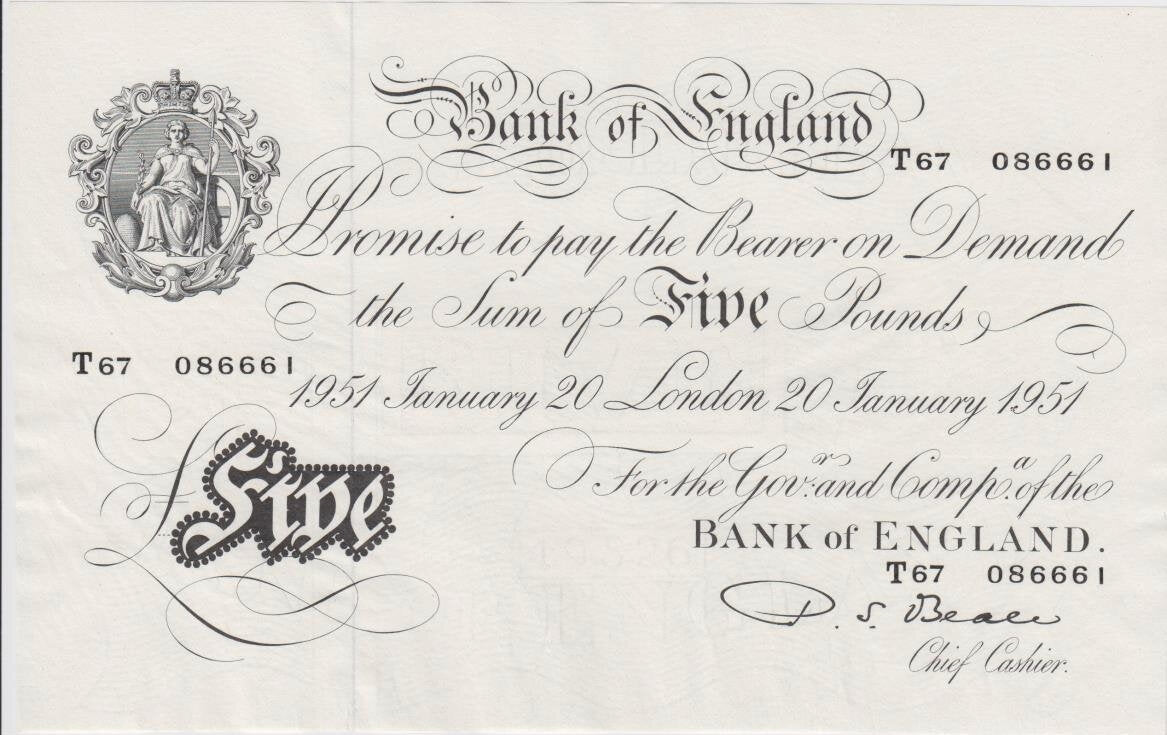 Bank of England
T67 086661
I Promise to pay the Bearer on Demand
the Sum of Five Pounds
T67 086661
1951 January 20 London 20 January 1951
£ Five
For the Govr. and Compa. of the
BANK of ENGLAND.
T67 086661
P. S. Beale
Chief Cashier.